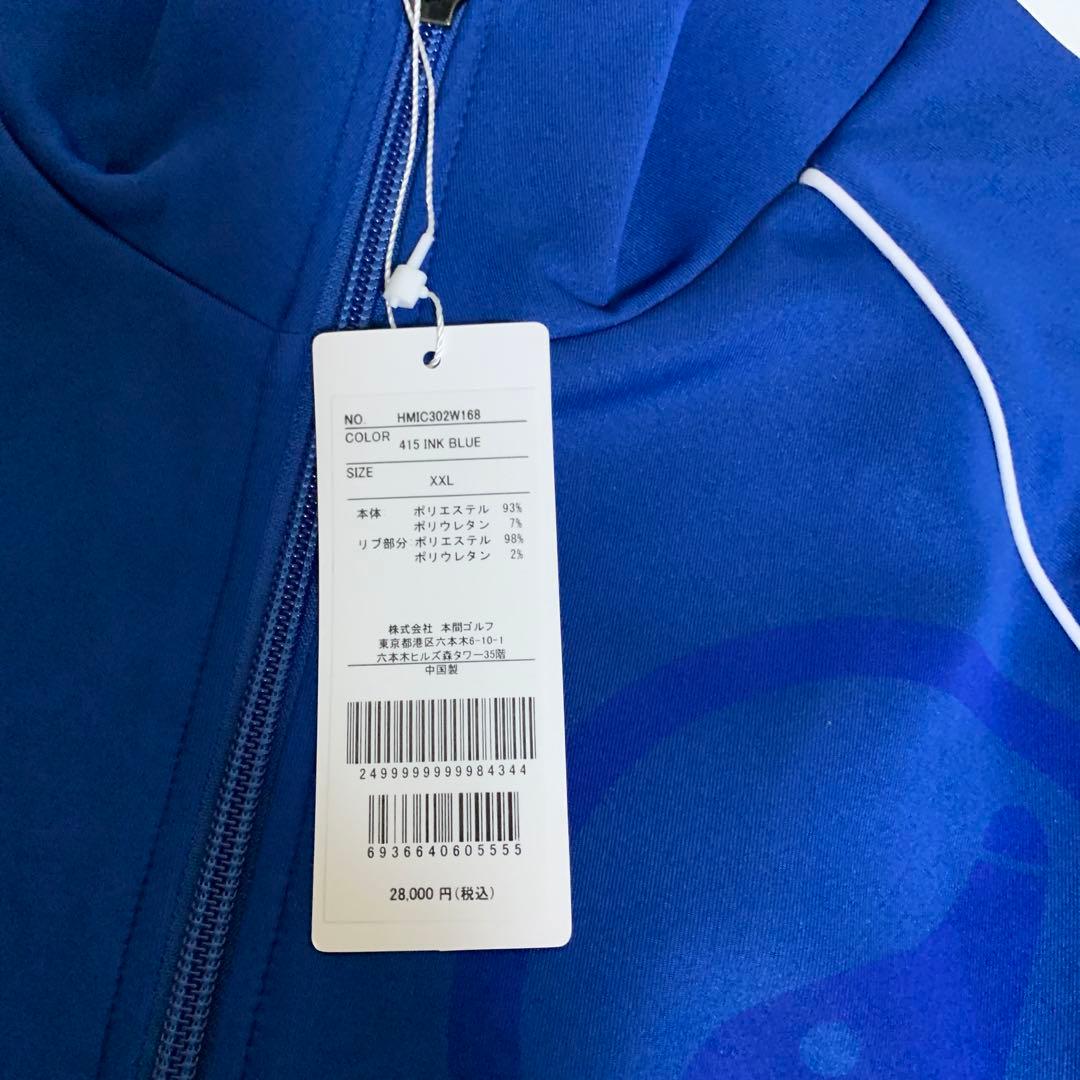 NO. HMIC302W168
COLOR 415 INK BLUE
SIZE XXL
本体 ポリエステル 93%
ポリウレタン 7%
リブ部分 ポリエステル 98%
ポリウレタン 2%
株式会社 本間ゴルフ
東京都港区六本木6-10-1
六本木ヒルズ森タワー35階
中国製
2499999999984344
6936640605555
28,000 円(税込)